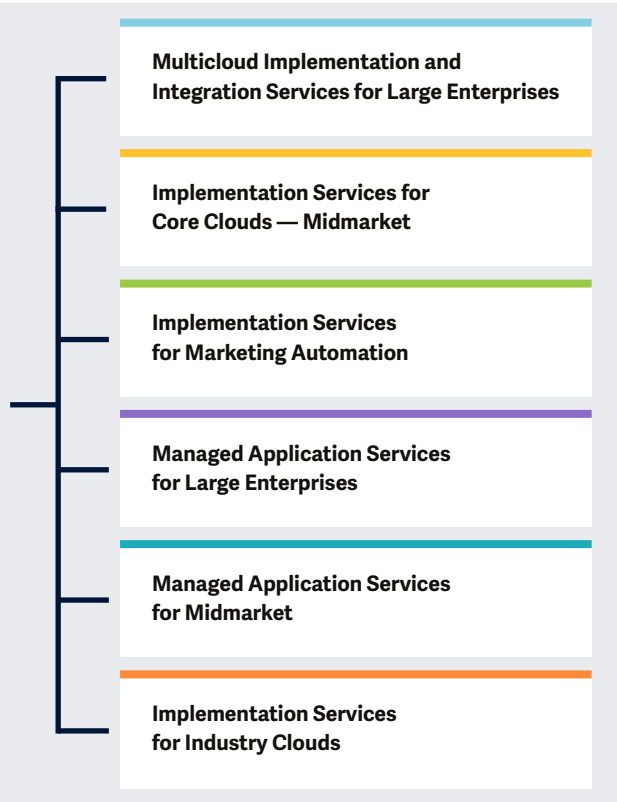 Multicloud Implementation and
Integration Services for Large Enterprises
Implementation Services for
Core Clouds — Midmarket
Implementation Services
for Marketing Automation
Managed Application Services
for Large Enterprises
Managed Application Services
for Midmarket
Implementation Services
for Industry Clouds